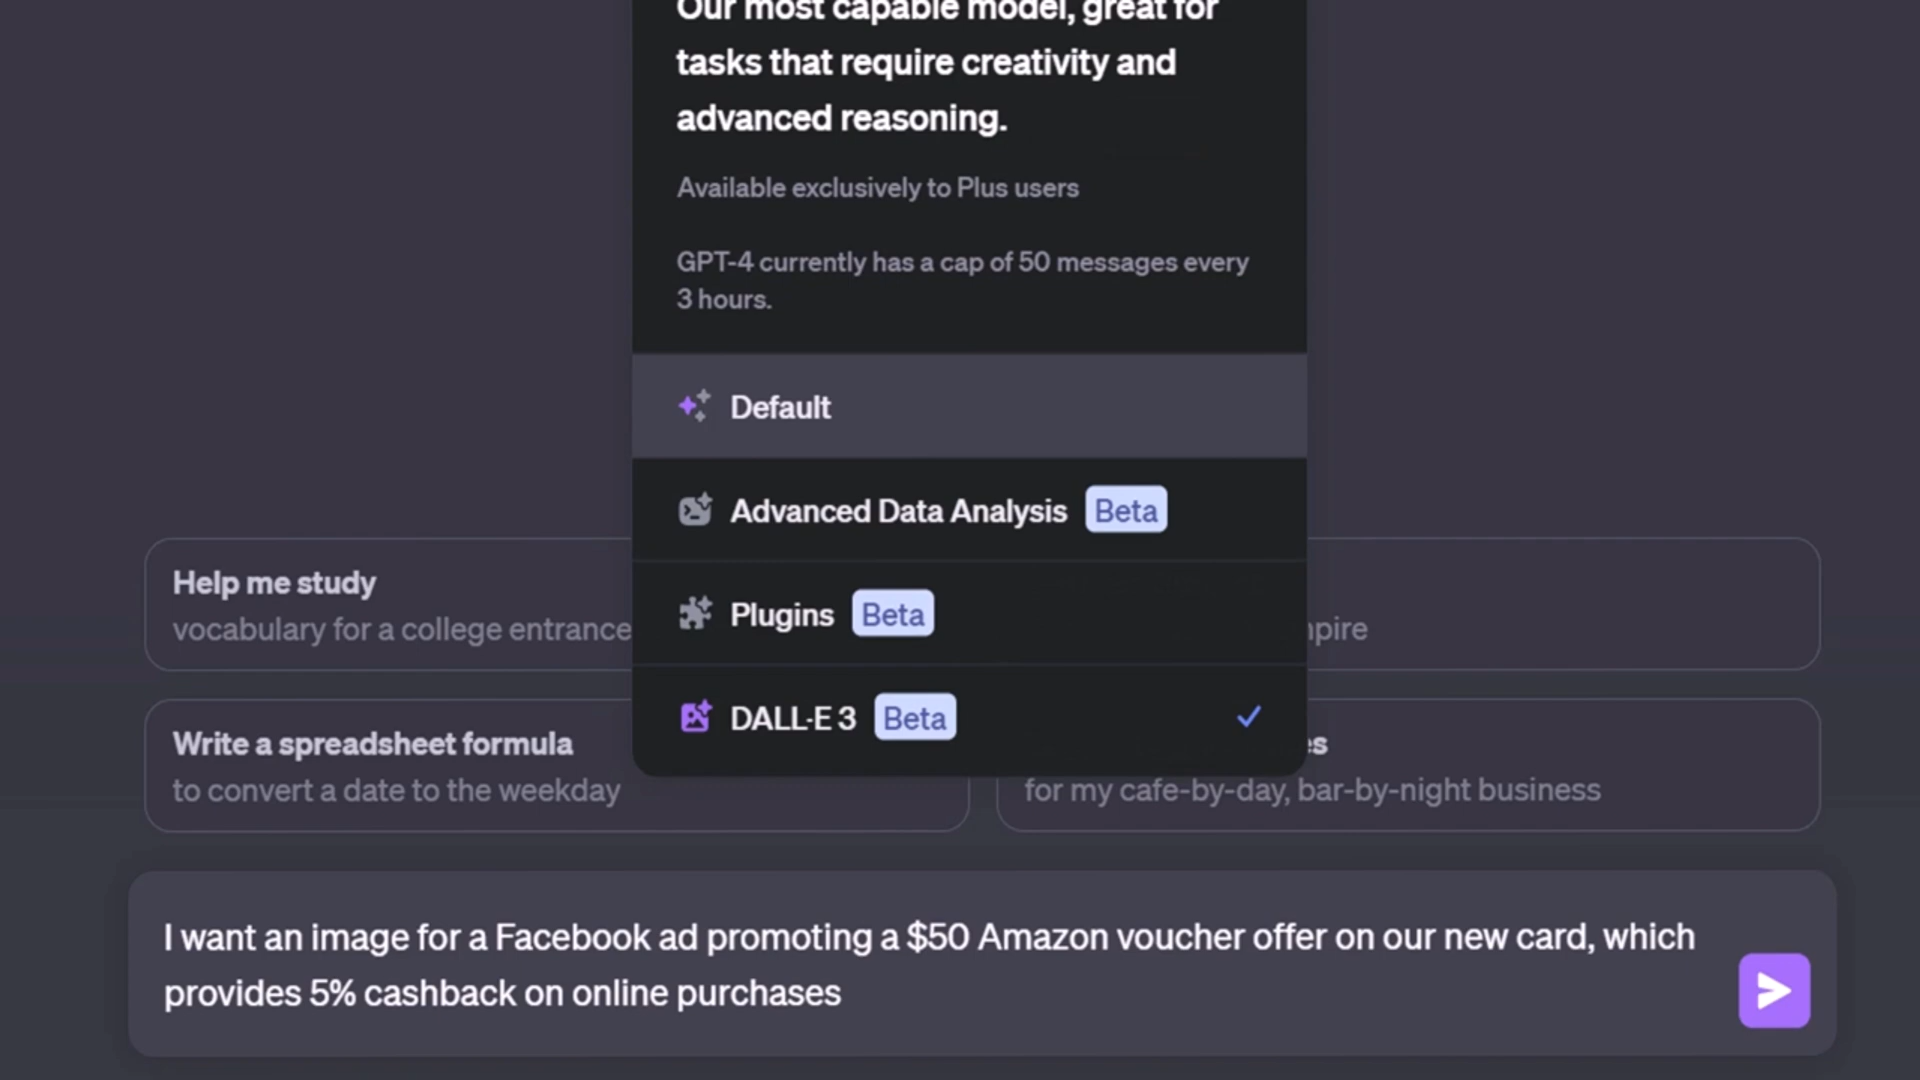 Our most capable model, great for
tasks that require creativity and
advanced reasoning.
Available exclusively to Plus users
GPT-4 currently has a cap of 50 messages every
3 hours.
Default
Advanced Data Analysis Beta
Plugins Beta
DALL·E 3 Beta
Help me study
vocabulary for a college entrance
Write a spreadsheet formula
to convert a date to the weekday
for my cafe-by-day, bar-by-night business
I want an image for a Facebook ad promoting a $50 Amazon voucher offer on our new card, which
provides 5% cashback on online purchases